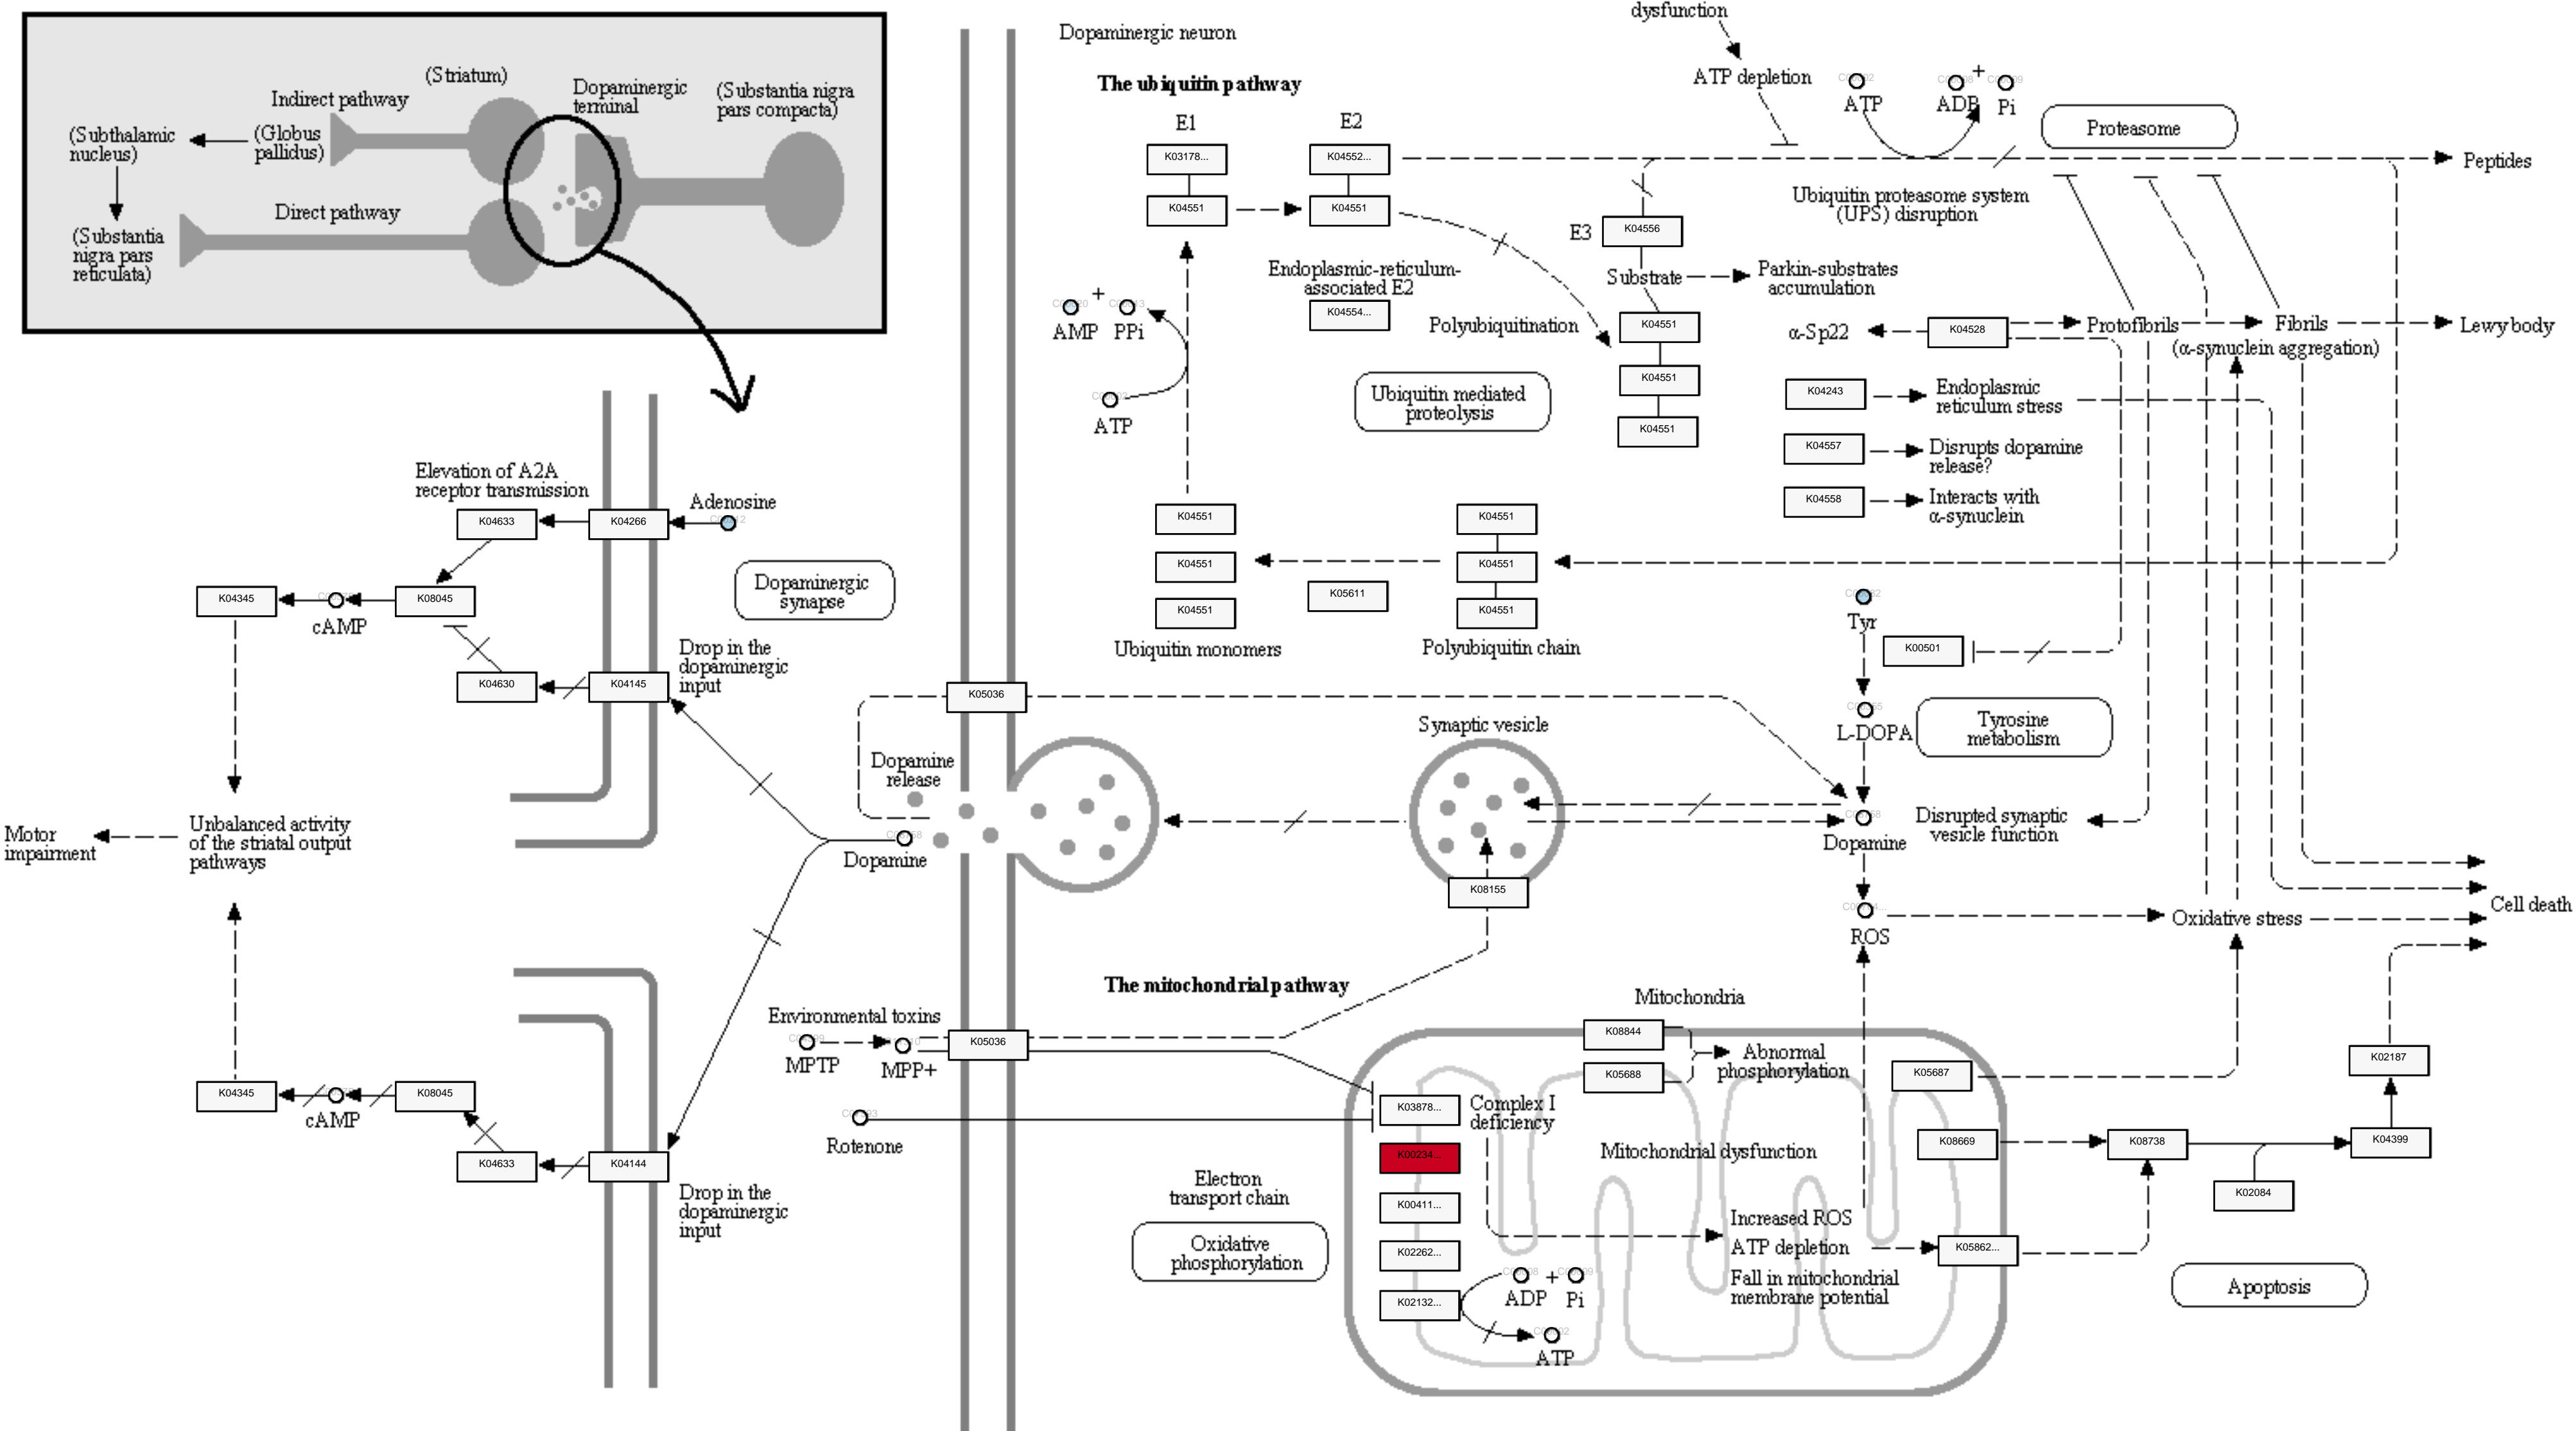 (Striatum)
Indirect pathway
Dopaminergic
terminal
(Substantia nigra
pars compacta)
(Subthalamic
nucleus)
(Globus
pallidus)
Direct pathway
(Substantia
nigra pars
reticulata)
Dopaminergic neuron
The ubiquitin pathway
dysfunction
ATP depletion
ATP
ADP
+
Pi
Proteasome
E1
E2
K03178...
K04552...
Peptides
K04551
K04551
Ubiquitin proteasome system
(UPS) disruption
E3
K04556
Substrate
Parkin-substrates
accumulation
Endoplasmic-reticulum-
associated E2
K04554...
+
AMP
PPi
ATP
Polyubiquitination
K04551
K04551
K04551
Ubiquitin mediated
proteolysis
α-Sp22
K04528
Protofibrils
Fibrils
Lewy body
(α-synuclein aggregation)
K04243
Endoplasmic
reticulum stress
K04557
Disrupts dopamine
release?
K04558
Interacts with
α-synuclein
Elevation of A2A
receptor transmission
Adenosine
K04633
K04266
K04345
cAMP
K08045
Dopaminergic
synapse
K04630
K04145
Drop in the
dopaminergic
input
K04551
K04551
K04551
Ubiquitin monomers
K05611
K04551
K04551
K04551
Polyubiquitin chain
Tyr
K00501
L-DOPA
Tyrosine
metabolism
K05036
Synaptic vesicle
Dopamine
release
Dopamine
K08155
Dopamine
Disrupted synaptic
vesicle function
Motor
impairment
Unbalanced activity
of the striatal output
pathways
ROS
Oxidative stress
Cell death
The mitochondrial pathway
Environmental toxins
MPTP
MPP+
K05036
Rotenone
K04345
cAMP
K08045
K04633
K04144
Drop in the
dopaminergic
input
Mitochondria
K08844
K05688
Abnormal
phosphorylation
K05687
K02187
K03878...
Complex I
deficiency
K00234...
Mitochondrial dysfunction
K08669
K08738
K04399
K02084
Electron
transport chain
K00411...
Increased ROS
Oxidative
phosphorylation
K02262...
ATP depletion
K05862...
Fall in mitochondrial
membrane potential
K02132...
ADP
+
Pi
ATP
Apoptosis